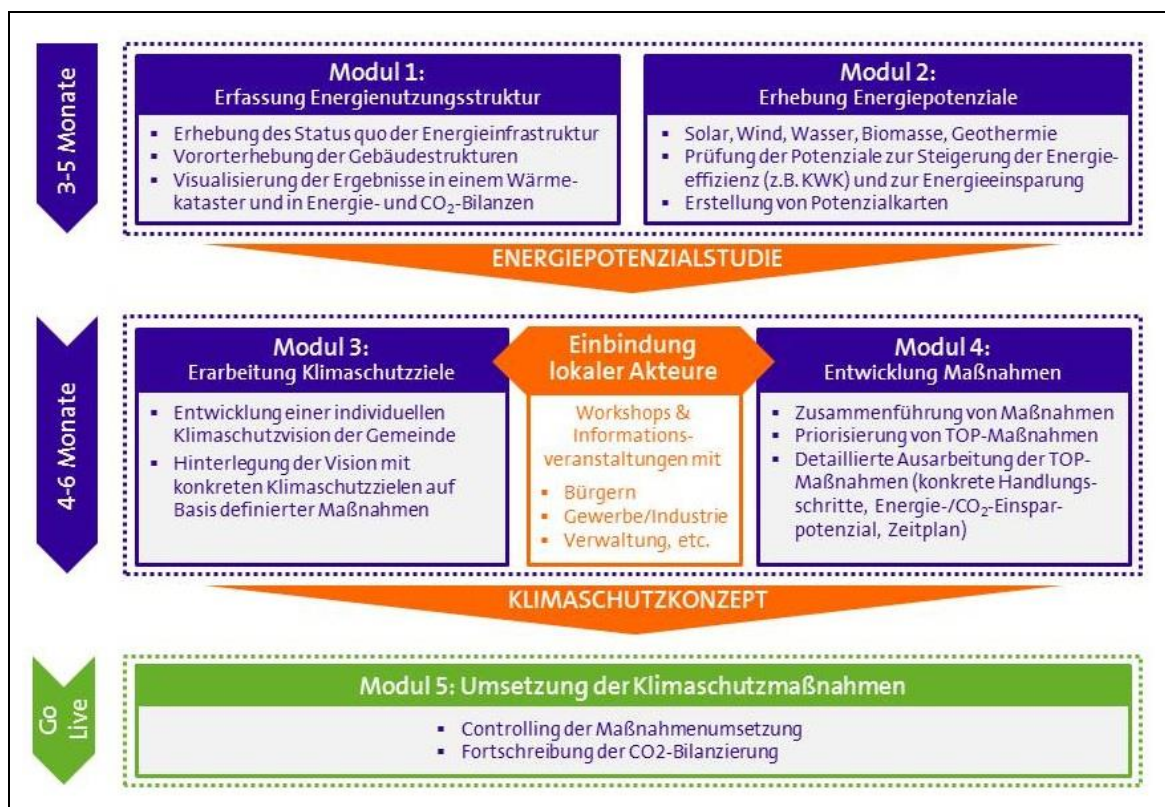 3-5 Monate
Modul 1:
Erfassung Energienutzungsstruktur
▪ Erhebung des Status quo der Energieinfrastruktur
▪ Vororterhebung der Gebäudestrukturen
▪ Visualisierung der Ergebnisse in einem Wärme-
kataster und in Energie- und CO₂-Bilanzen
Modul 2:
Erhebung Energiepotenziale
▪ Solar, Wind, Wasser, Biomasse, Geothermie
▪ Prüfung der Potenziale zur Steigerung der Energie-
effizienz (z.B. KWK) und zur Energieeinsparung
▪ Erstellung von Potenzialkarten
ENERGIEPOTENZIALSTUDIE
4-6 Monate
Modul 3:
Erarbeitung Klimaschutzziele
▪ Entwicklung einer individuellen
Klimaschutzvision der Gemeinde
▪ Hinterlegung der Vision mit
konkreten Klimaschutzzielen auf
Basis definierter Maßnahmen
Einbindung
lokaler Akteure
Workshops &
Informations-
veranstaltungen mit
▪ Bürgern
▪ Gewerbe/Industrie
▪ Verwaltung, etc.
Modul 4:
Entwicklung Maßnahmen
▪ Zusammenführung von Maßnahmen
▪ Priorisierung von TOP-Maßnahmen
▪ Detaillierte Ausarbeitung der TOP-
Maßnahmen (konkrete Handlungs-
schritte, Energie-/CO₂-Einspar-
potenzial, Zeitplan)
KLIMASCHUTZKONZEPT
Go
Live
Modul 5: Umsetzung der Klimaschutzmaßnahmen
▪ Controlling der Maßnahmenumsetzung
▪ Fortschreibung der CO2-Bilanzierung